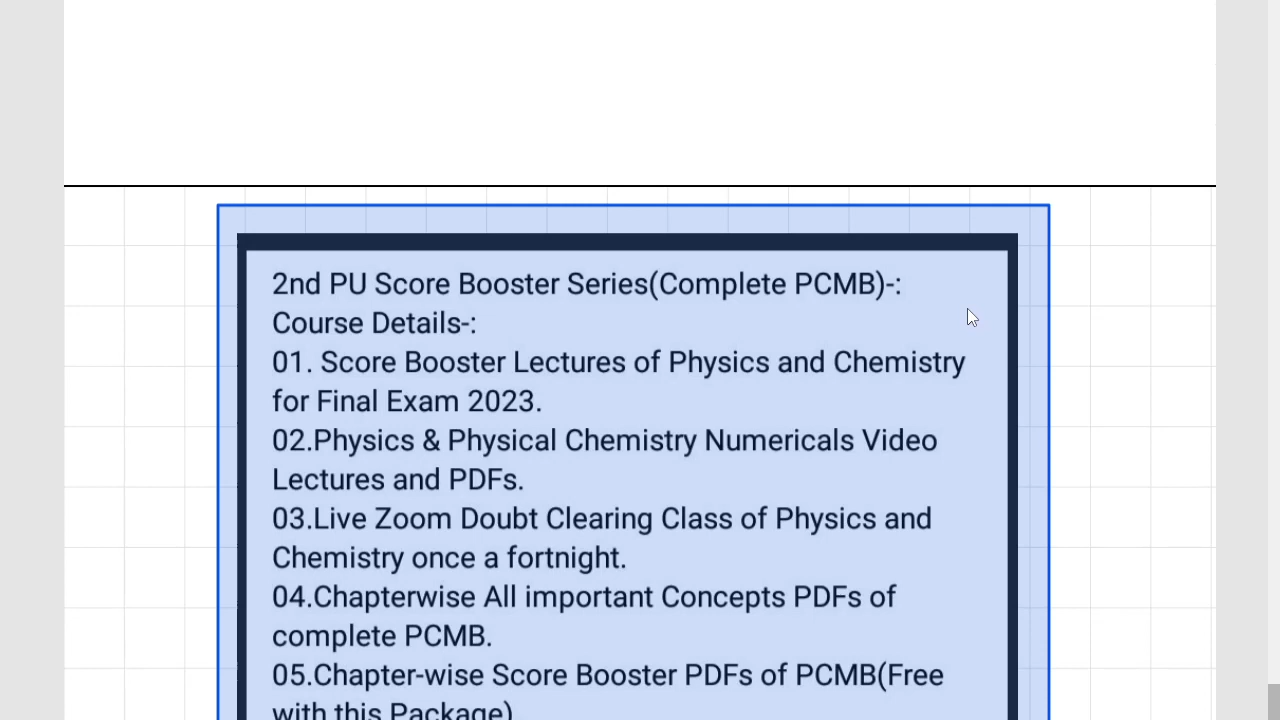 2nd PU Score Booster Series(Complete PCMB)-:
Course Details-:
01. Score Booster Lectures of Physics and Chemistry
for Final Exam 2023.
02.Physics & Physical Chemistry Numericals Video
Lectures and PDFs.
03.Live Zoom Doubt Clearing Class of Physics and
Chemistry once a fortnight.
04.Chapterwise All important Concepts PDFs of
complete PCMB.
05.Chapter-wise Score Booster PDFs of PCMB(Free
with this Package)